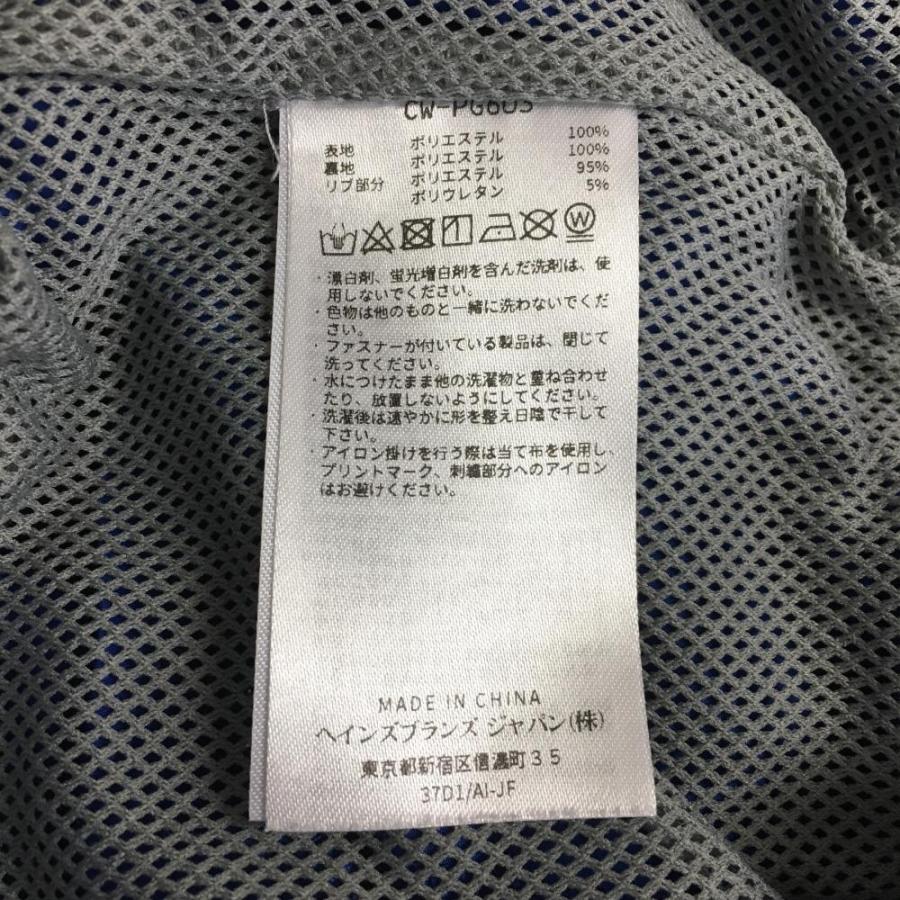 CW-PG603
表地 ポリエステル 100%
裏地 ポリエステル 100%
リブ部分 ポリエステル 95%
ポリウレタン 5%
W
・漂白剤、蛍光増白剤を含んだ洗剤は、使
用しないでください。
・色物は他のものと一緒に洗わないでくだ
さい。
・ファスナーが付いている製品は、閉じて
洗ってください。
・水につけたまま他の洗濯物と重ね合わせ
たり、放置しないようにしてください。
・洗濯後は速やかに形を整え日陰で干して
下さい。
・アイロン掛けを行う際は当て布を使用し、
プリントマーク、刺繍部分へのアイロン
はお避けください。
MADE IN CHINA
ヘインズブランズ ジャパン(株)
東京都新宿区信濃町35
37D1/AI-JF